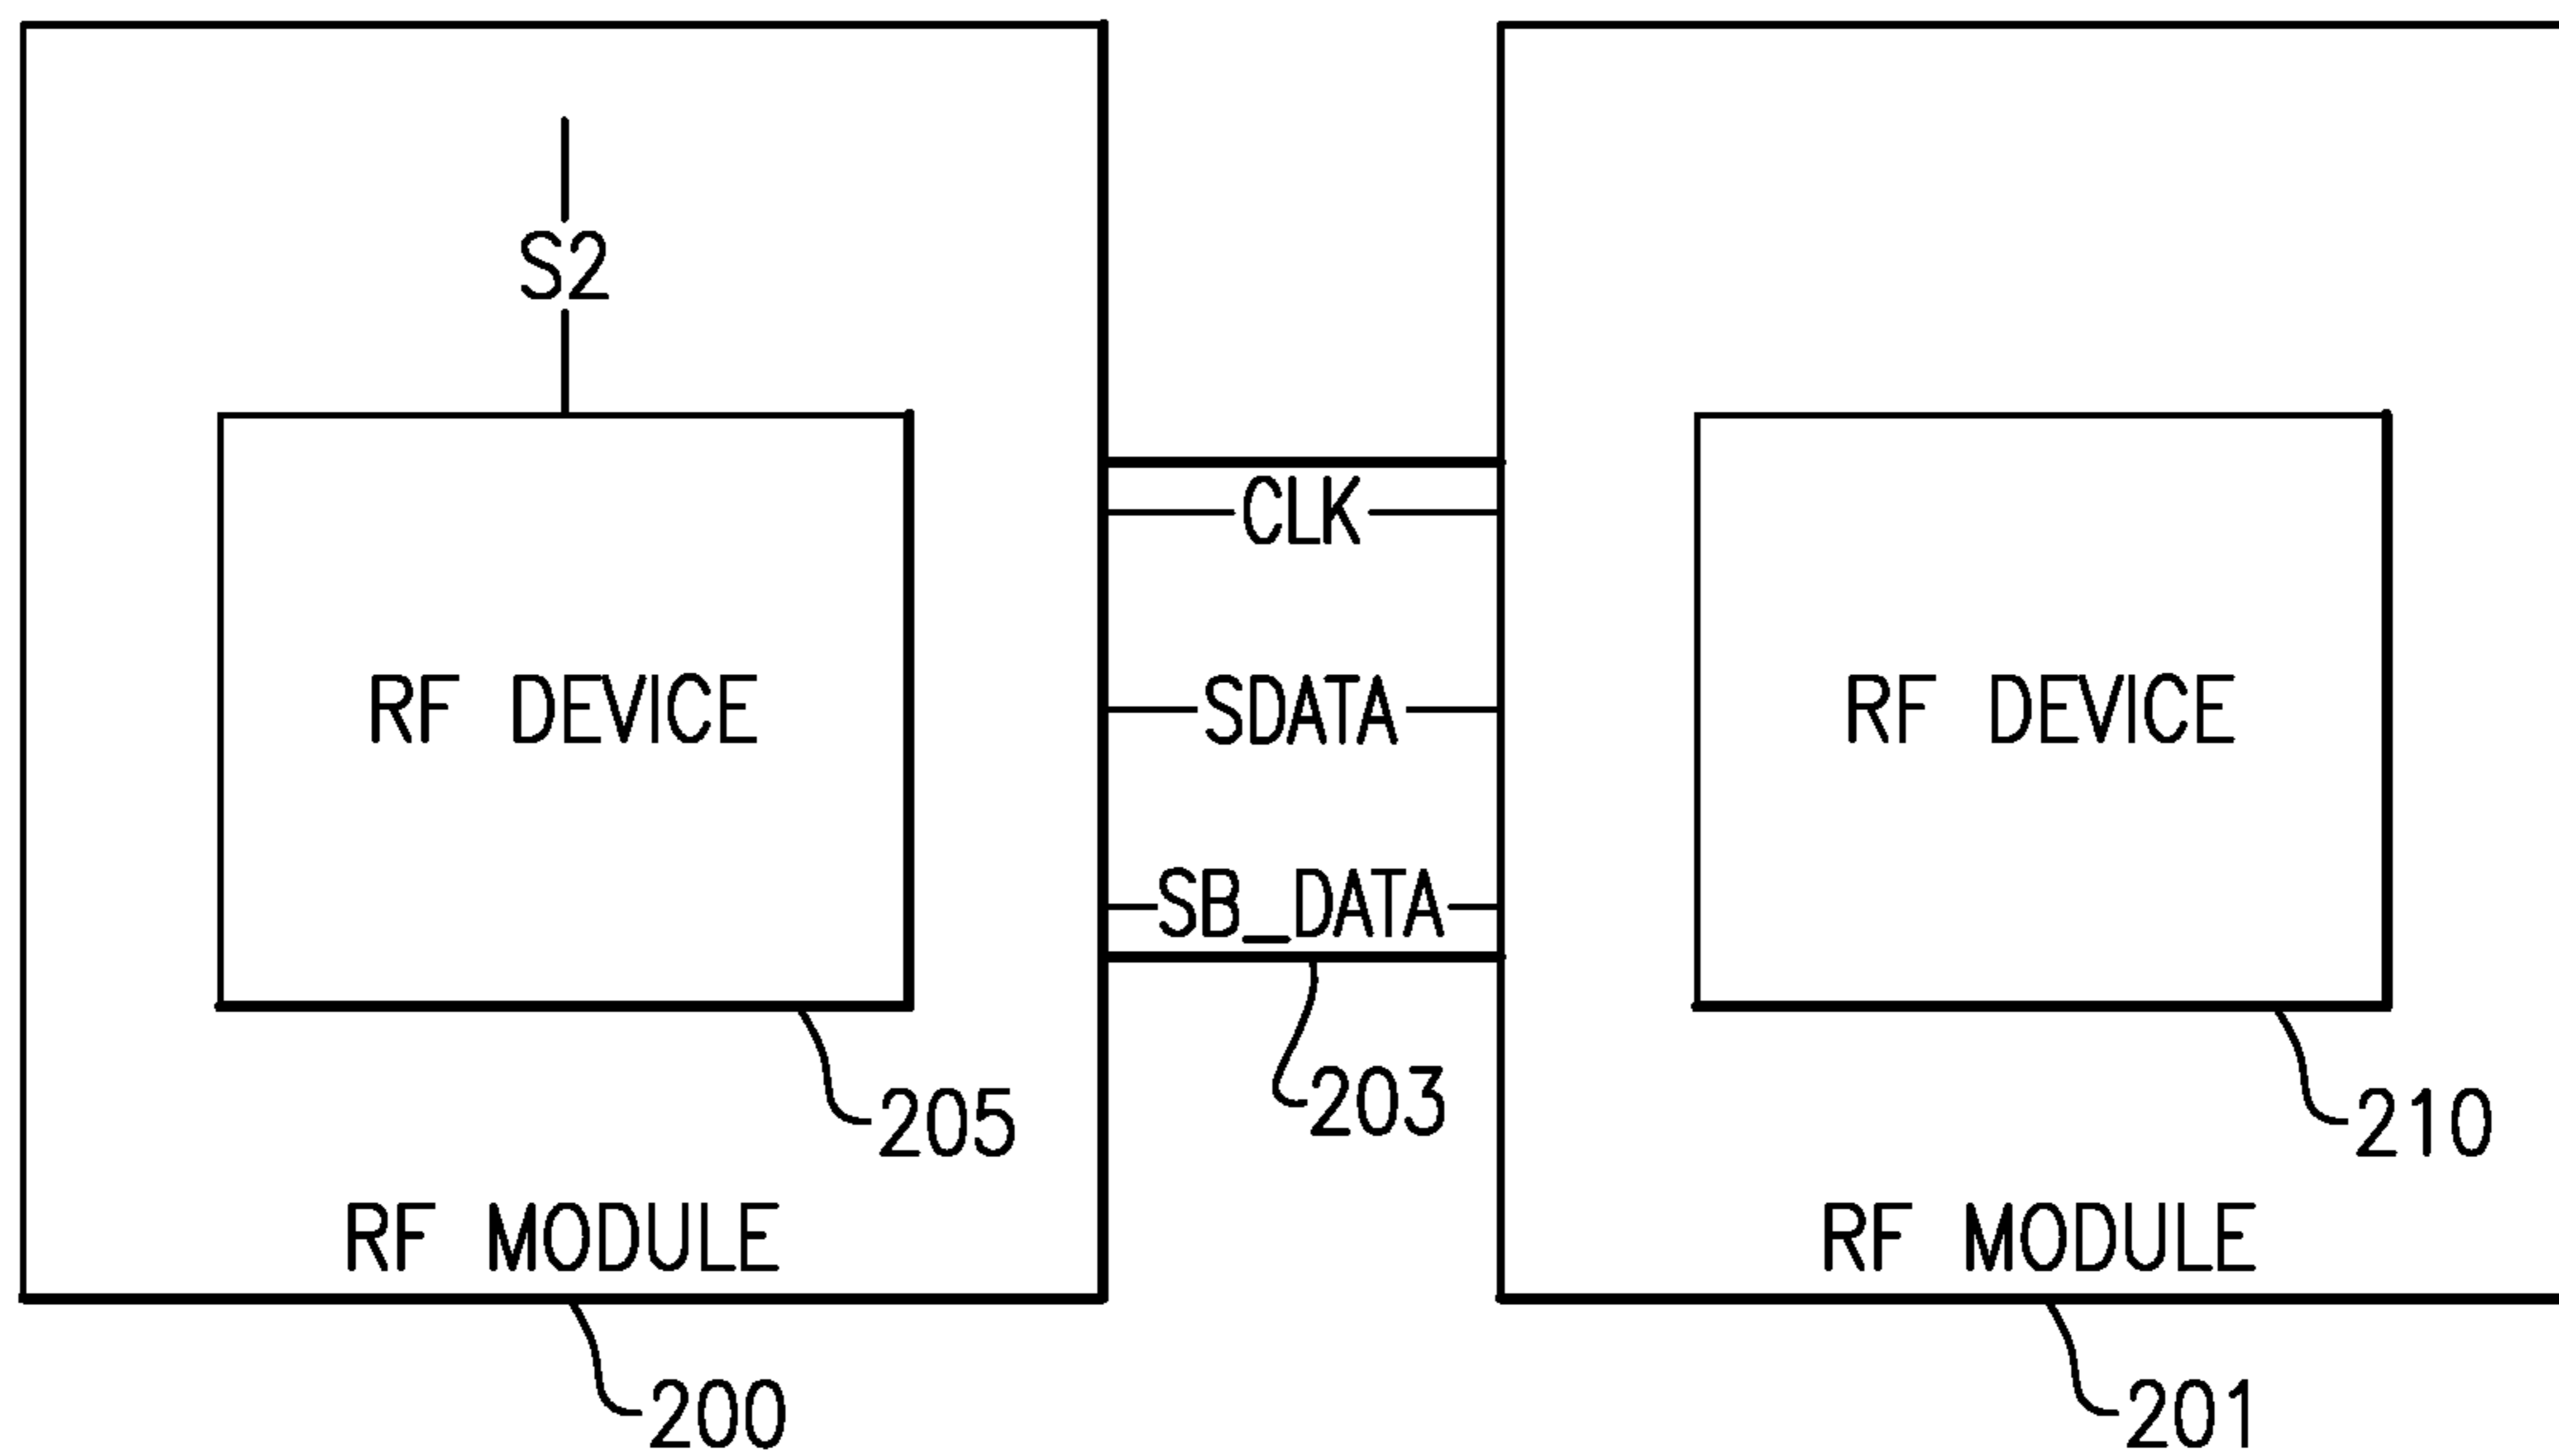 S2
CLK
RF DEVICE
SDATA
RF DEVICE
SB_DATA
205
203
210
RF MODULE
RF MODULE
200
201